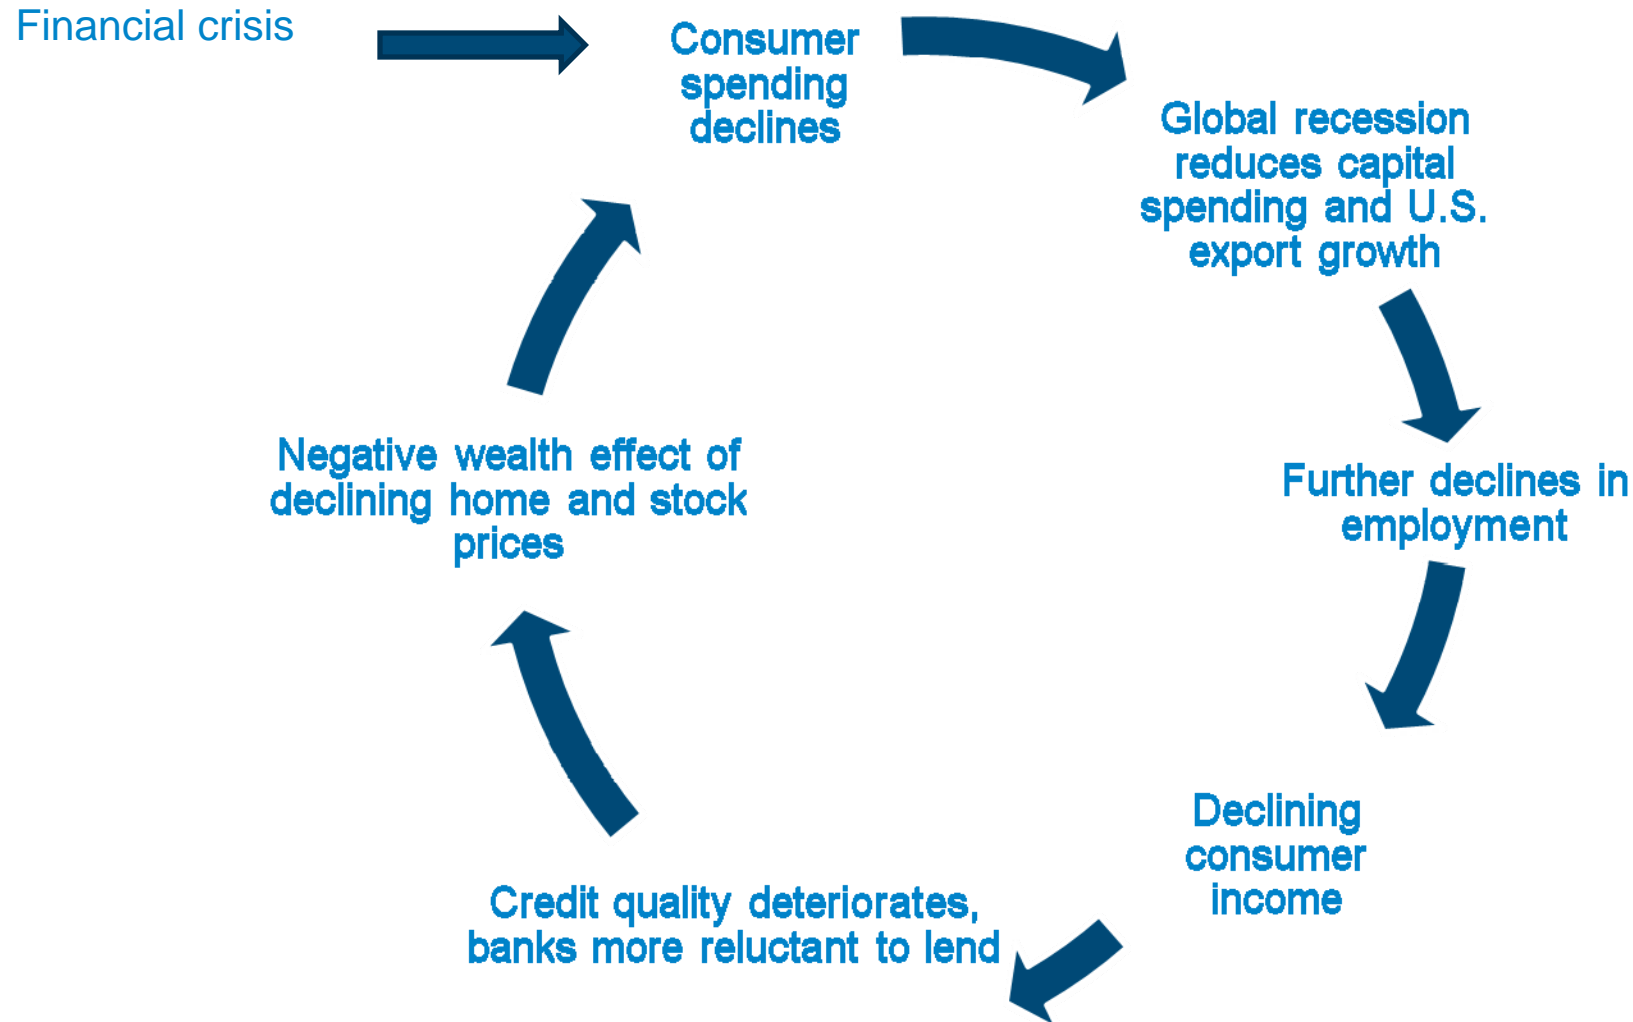 Financial crisis
Consumer
spending
declines
Global recession
reduces capital
spending and U.S.
export growth
Further declines in
employment
Declining
consumer
income
Credit quality deteriorates,
banks more reluctant to lend
Negative wealth effect of
declining home and stock
prices